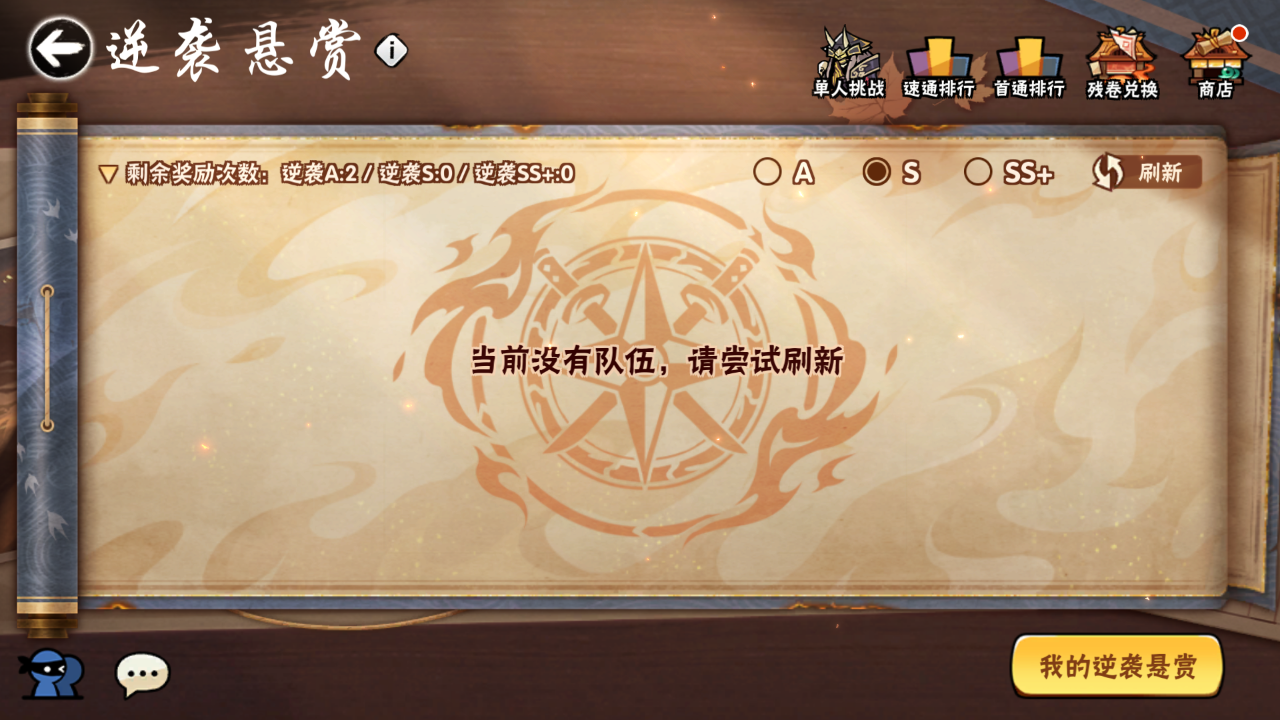 逆袭悬赏
单人挑战
速通排行
首通排行
残卷兑换
商店
剩余奖励次数：逆袭A:2 / 逆袭S:0 / 逆袭SS+:0
A
S
SS+
刷新
当前没有队伍，请尝试刷新
我的逆袭悬赏